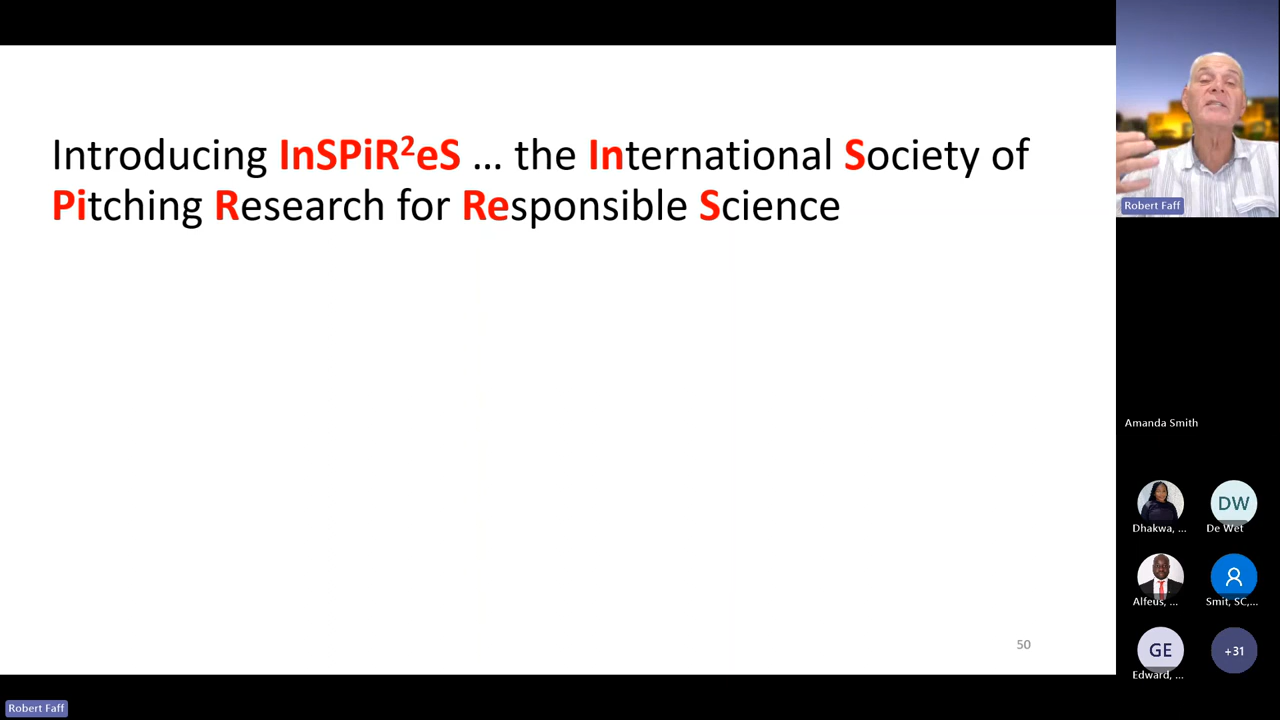 Introducing InSPiR²eS … the International Society of
Pitching Research for Responsible Science
50
Robert Faff
Amanda Smith
Dhakwa, ...
DW
De Wet
Alfeus, ...
Smit, SC,...
GE
Edward, ...
+31
Robert Faff